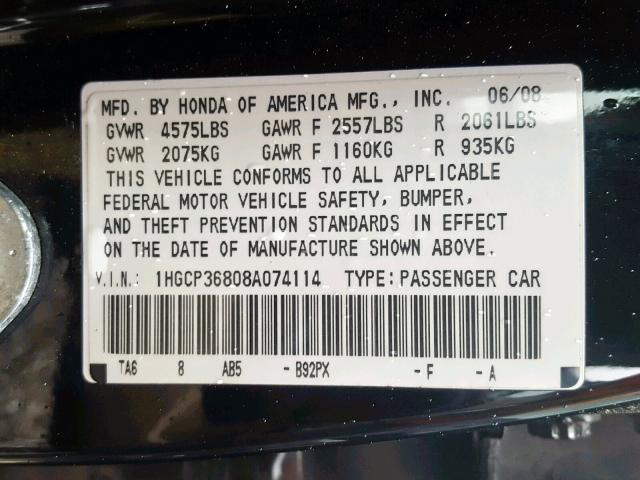 MFD. BY HONDA OF AMERICA MFG., INC. 06/08
GVWR 4575LBS GAWR F 2557LBS R 2061LBS
GVWR 2075KG GAWR F 1160KG R 935KG
THIS VEHICLE CONFORMS TO ALL APPLICABLE
FEDERAL MOTOR VEHICLE SAFETY, BUMPER,
AND THEFT PREVENTION STANDARDS IN EFFECT
ON THE DATE OF MANUFACTURE SHOWN ABOVE.
V.I.N.: 1HGCP36808A074114 TYPE: PASSENGER CAR
TA6 8 AB5 - B92PX - F - A